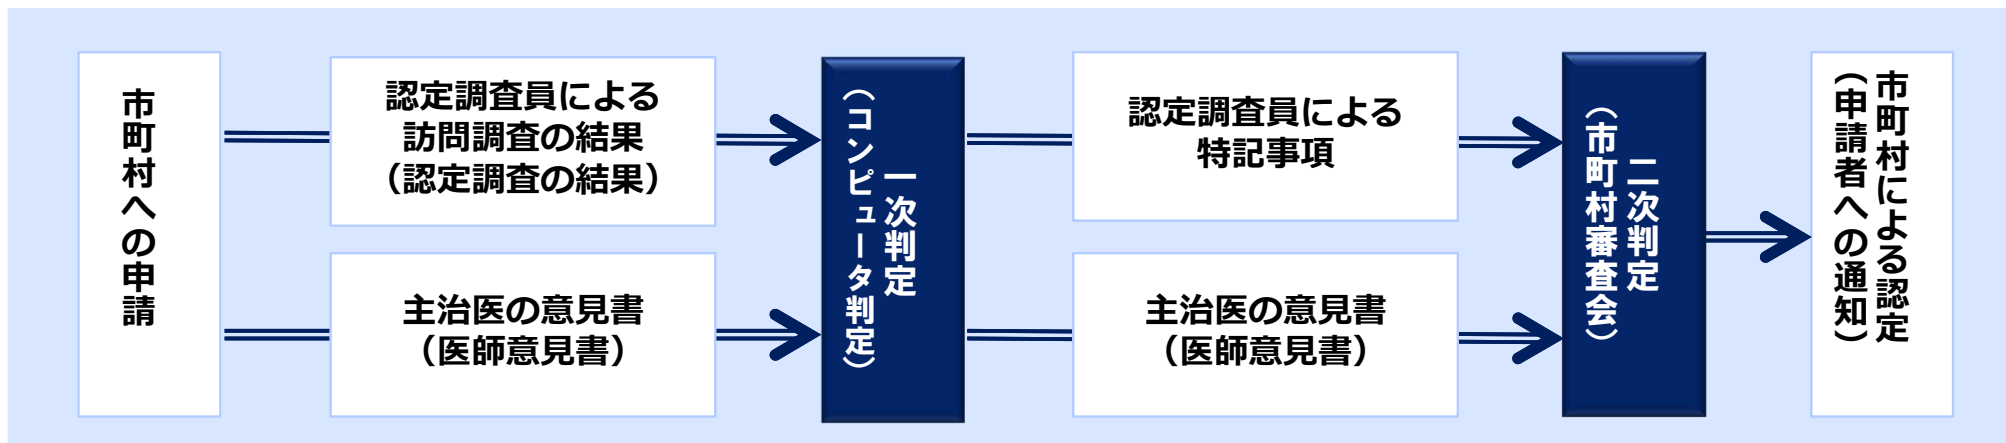 市町村への申請
認定調査員による
訪問調査の結果
（認定調査の結果）
主治医の意見書
（医師意見書）
一次判定
（コンピュータ判定）
認定調査員による
特記事項
主治医の意見書
（医師意見書）
二次判定
（市町村審査会）
市町村による認定
（申請者への通知）